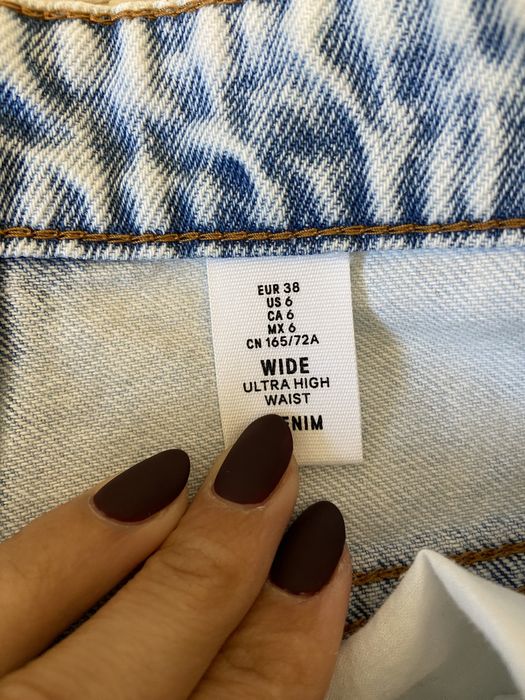 EUR 38
US 6
CA 6
MX 6
CN 165/72A
WIDE
ULTRA HIGH
WAIST